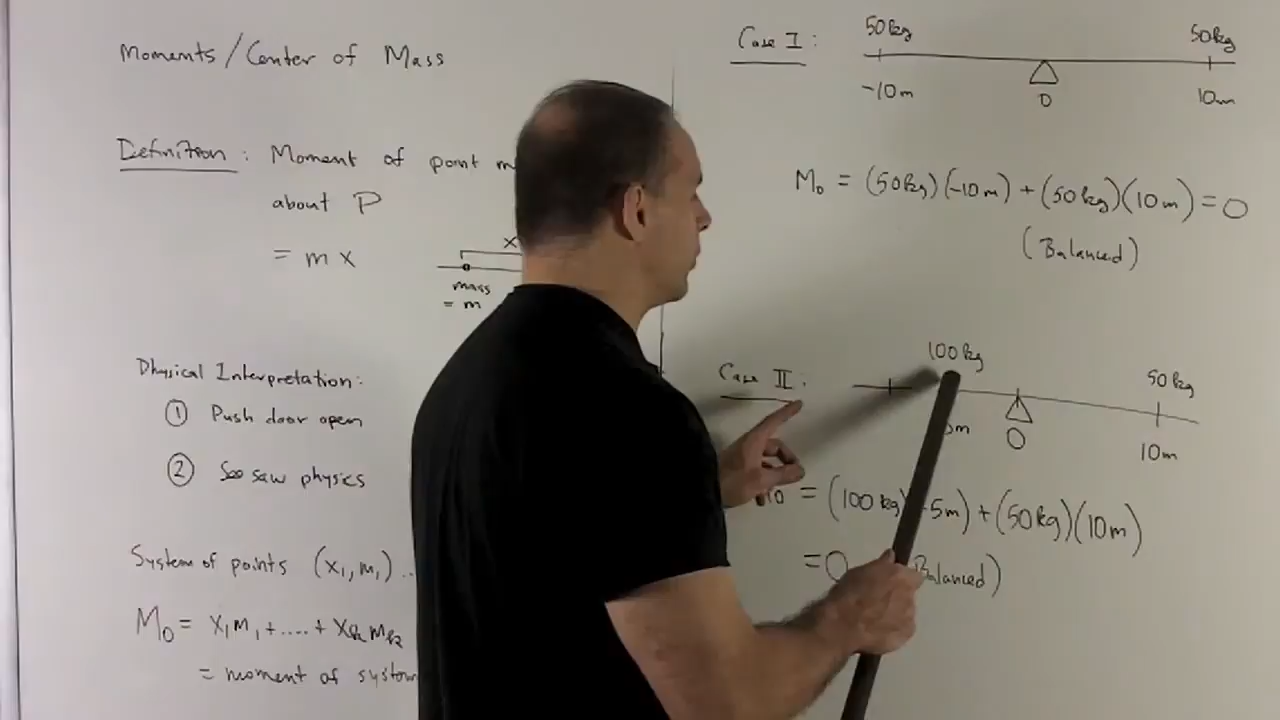 Moments/Center of Mass
Definition: Moment of point m
about P
= m x
x
mass
= m
Physical Interpretation:
① Push door open
② See saw physics
System of points (x₁, m₁) ..
M₀ = x₁m₁ + .... + xₖmₖ
= moment of system
Case I:
50kg 50kg
-10m 0 10m
M₀ = (50kg)(-10m) + (50kg)(10m) = 0
(Balanced)
Case II:
100kg 50kg
5m 0 10m
= (100kg) -5m) + (50kg)(10m)
= 0 Balanced)